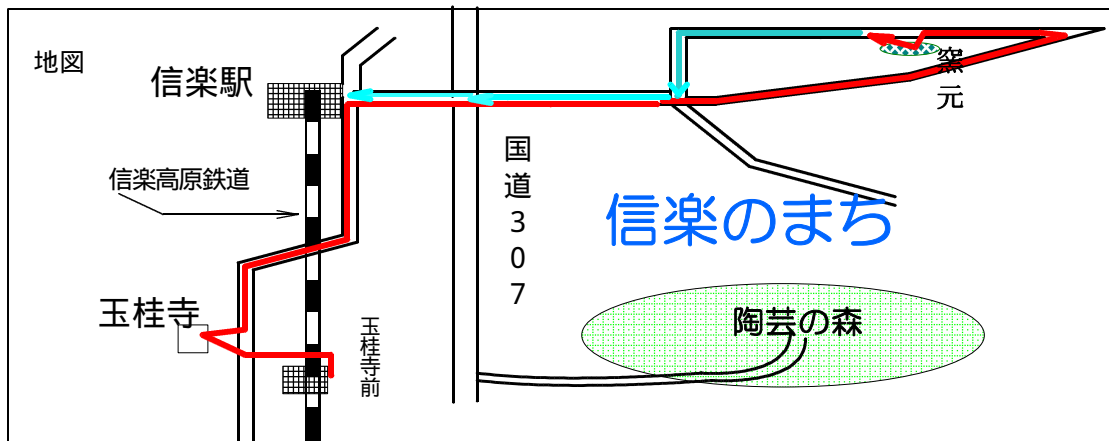 地図
信楽駅
窯元
国道307
信楽高原鉄道
信楽のまち
玉桂寺
陶芸の森
玉桂寺前